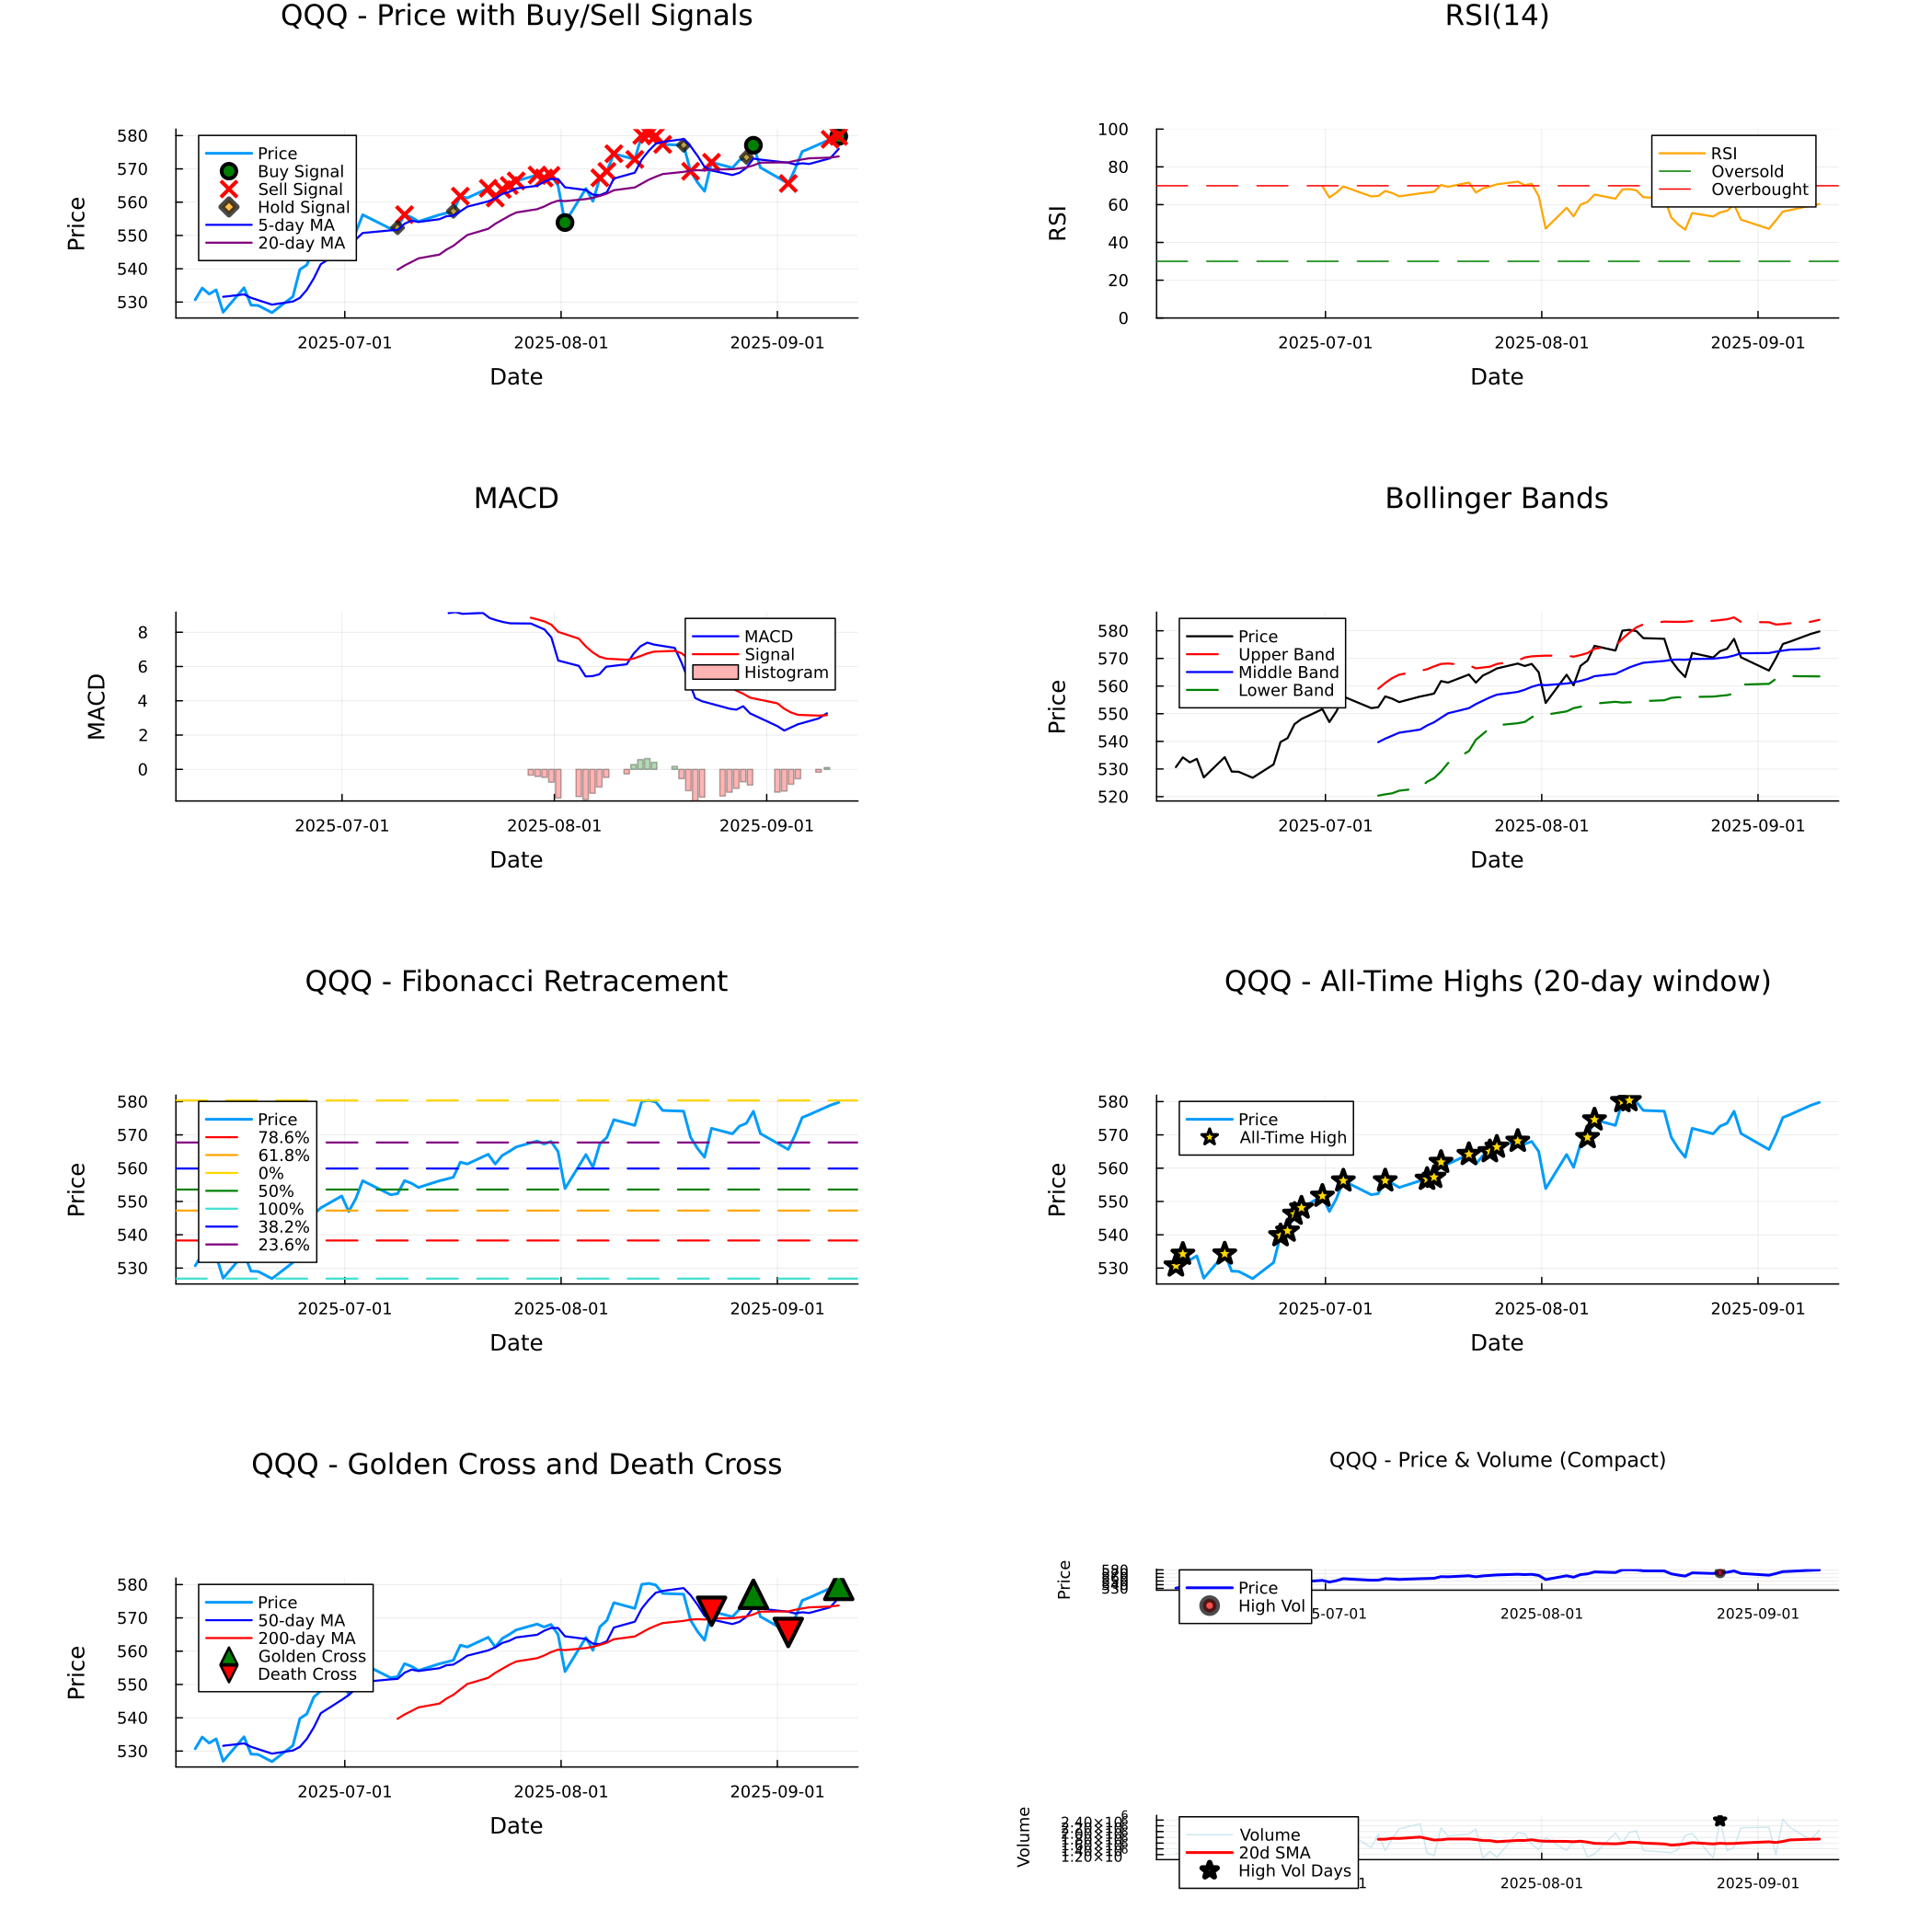 QQQ - Price with Buy/Sell Signals
Price
580
570
560
550
540
530
Price
Buy Signal
Sell Signal
Hold Signal
5-day MA
20-day MA
2025-07-01
2025-08-01
2025-09-01
Date
RSI(14)
RSI
100
80
60
40
20
0
RSI
Oversold
Overbought
2025-07-01
2025-08-01
2025-09-01
Date
MACD
MACD
8
6
4
2
0
MACD
Signal
Histogram
2025-07-01
2025-08-01
2025-09-01
Date
Bollinger Bands
Price
580
570
560
550
540
530
520
Price
Upper Band
Middle Band
Lower Band
2025-07-01
2025-08-01
2025-09-01
Date
QQQ - Fibonacci Retracement
Price
580
570
560
550
540
530
Price
78.6%
61.8%
0%
50%
100%
38.2%
23.6%
2025-07-01
2025-08-01
2025-09-01
Date
QQQ - All-Time Highs (20-day window)
Price
580
570
560
550
540
530
Price
All-Time High
2025-07-01
2025-08-01
2025-09-01
Date
QQQ - Golden Cross and Death Cross
Price
580
570
560
550
540
530
Price
50-day MA
200-day MA
Golden Cross
Death Cross
2025-07-01
2025-08-01
2025-09-01
Date
QQQ - Price & Volume (Compact)
Price
Price
High Vol
5-07-01
2025-08-01
2025-09-01
Volume
Volume
20d SMA
High Vol Days
1
2025-08-01
2025-09-01